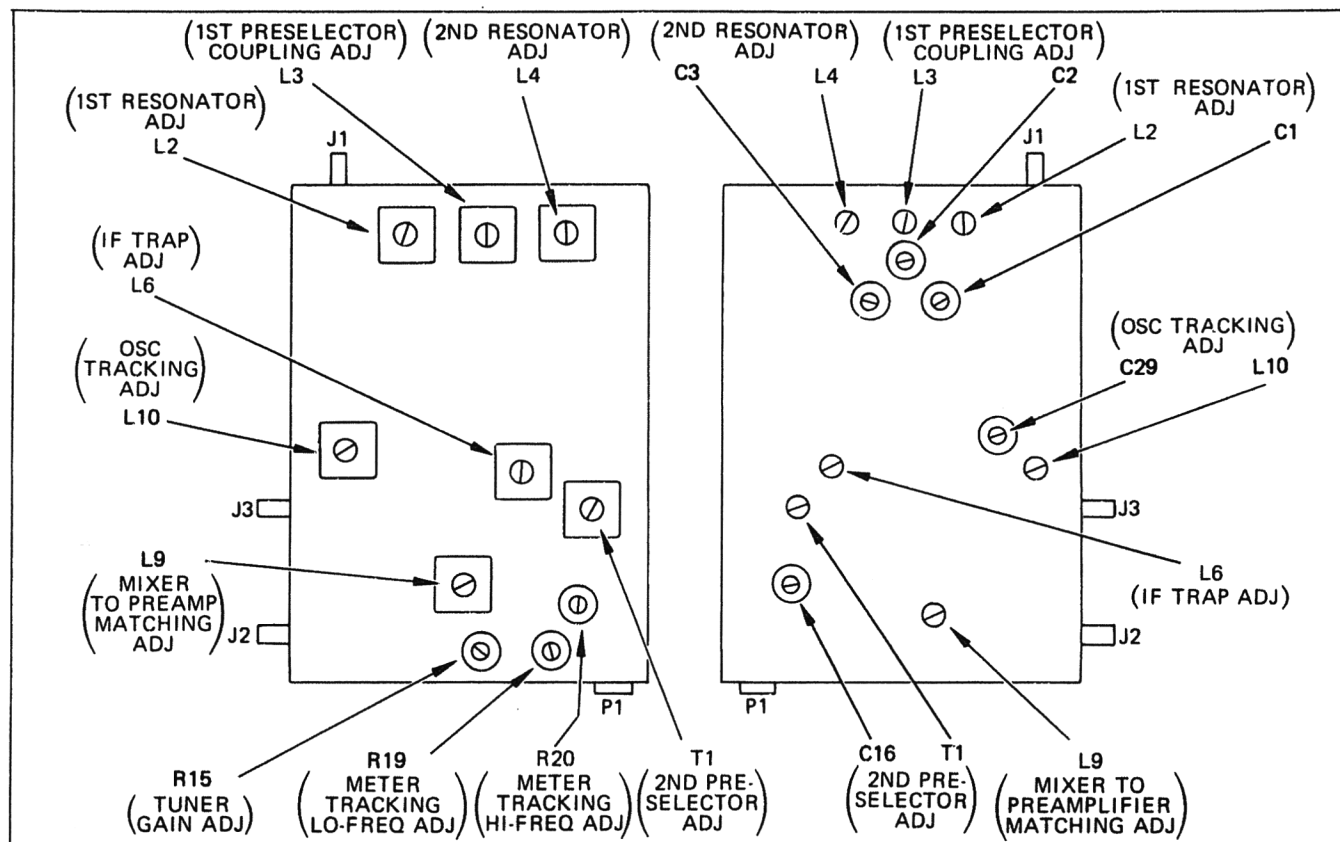 (1ST PRESELECTOR
COUPLING ADJ)
L3
(2ND RESONATOR
ADJ)
L4
(2ND RESONATOR
ADJ)
C3
L4
(1ST PRESELECTOR
COUPLING ADJ)
L3
C2
(1ST RESONATOR
ADJ)
L2
J1
J1
(1ST RESONATOR
ADJ)
L2
C1
(IF TRAP
ADJ)
L6
(OSC
TRACKING
ADJ)
L10
(OSC TRACKING
ADJ)
C29
L10
J3
J3
L9
(MIXER
TO PREAMP
MATCHING
ADJ)
J2
L6
(IF TRAP ADJ)
J2
P1
P1
R15
(TUNER
GAIN ADJ)
R19
(METER
TRACKING
LO-FREQ ADJ)
R20
(METER
TRACKING
HI-FREQ ADJ)
T1
(2ND PRE-
SELECTOR
ADJ)
C16
T1
(2ND PRE-
SELECTOR
ADJ)
L9
(MIXER TO
PREAMPLIFIER
MATCHING ADJ)